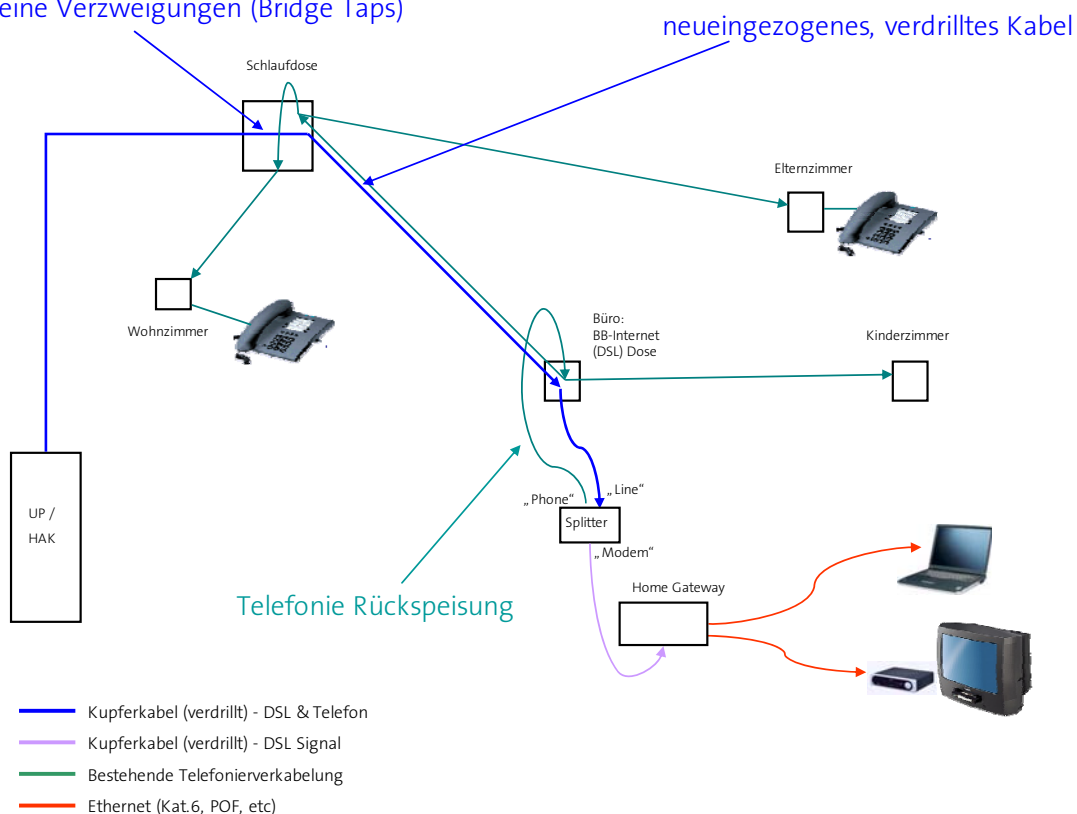 eine Verzweigungen (Bridge Taps)
neueingezogenes, verdrilltes Kabel
Schlaufdose
Elternzimmer
Wohnzimmer
Büro:
BB-Internet
(DSL) Dose
Kinderzimmer
UP /
HAK
„Phone“
„Line“
Splitter
„Modem“
Home Gateway
Telefonie Rückspeisung
Kupferkabel (verdrillt) - DSL & Telefon
Kupferkabel (verdrillt) - DSL Signal
Bestehende Telefonierverkabelung
Ethernet (Kat.6, POF, etc)